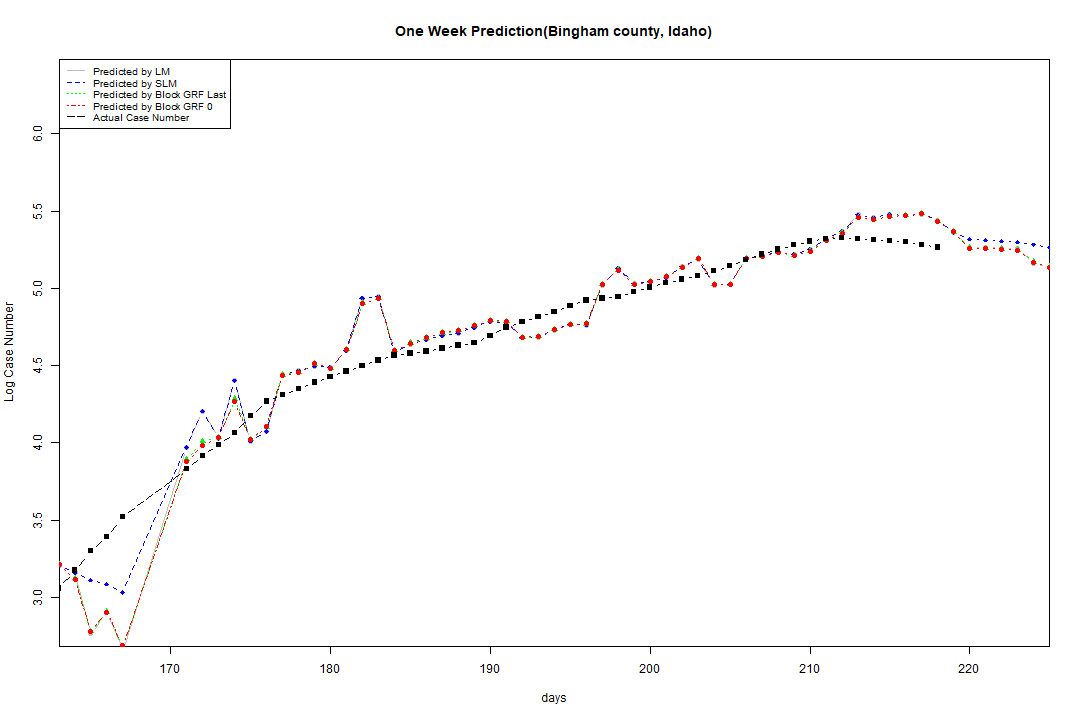 One Week Prediction(Bingham county, Idaho)
Predicted by LM
Predicted by SLM
Predicted by Block GRF Last
Predicted by Block GRF 0
Actual Case Number
6.0
5.5
5.0
4.5
4.0
3.5
3.0
Log Case Number
170 180 190 200 210 220
days